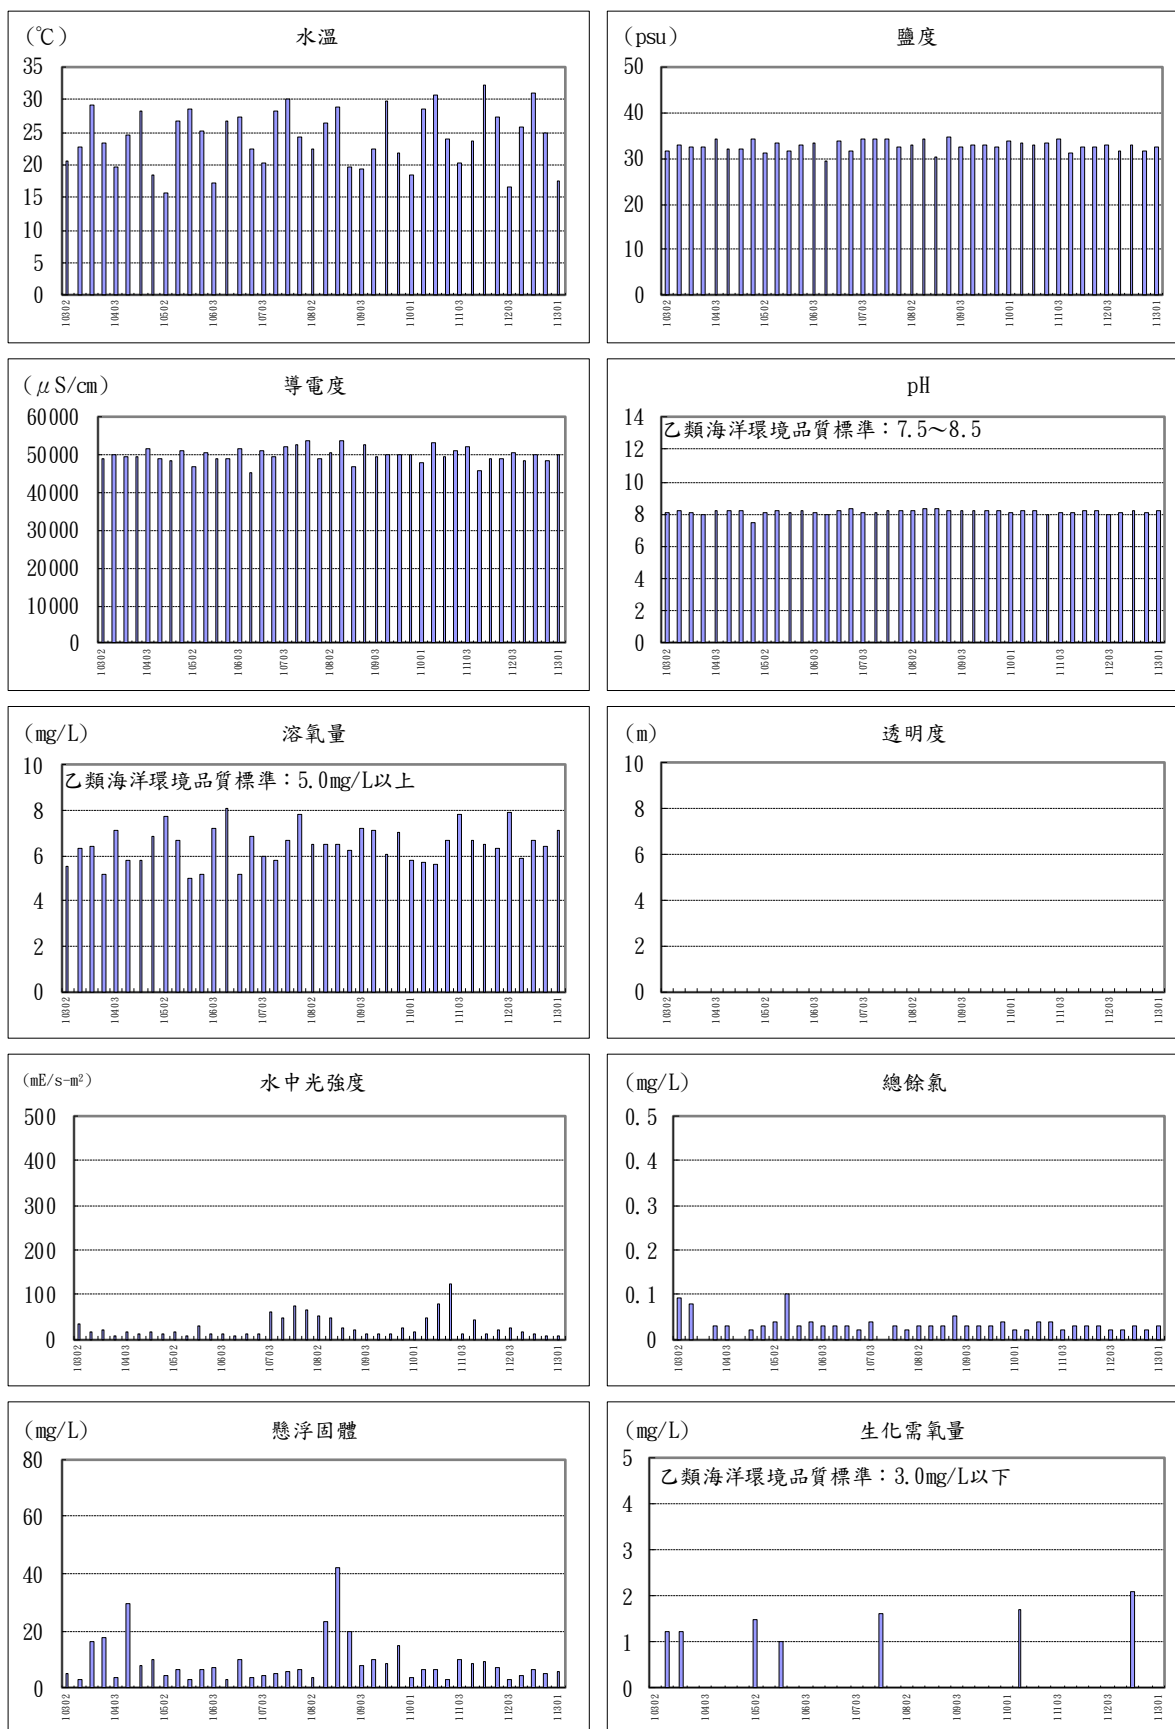 (℃) 水溫
35
30
25
20
15
10
5
0
10302 10403 10502 10603 10703 10802 10903 11001 11103 11203 11301
(psu) 鹽度
50
40
30
20
10
0
10302 10403 10502 10603 10703 10802 10903 11001 11103 11203 11301
(μS/cm) 導電度
60000
50000
40000
30000
20000
10000
0
10302 10403 10502 10603 10703 10802 10903 11001 11103 11203 11301
pH
乙類海洋環境品質標準：7.5～8.5
14
12
10
8
6
4
2
0
10302 10403 10502 10603 10703 10802 10903 11001 11103 11203 11301
(mg/L) 溶氧量
乙類海洋環境品質標準：5.0mg/L以上
10
8
6
4
2
0
10302 10403 10502 10603 10703 10802 10903 11001 11103 11203 11301
(m) 透明度
10
8
6
4
2
0
10302 10403 10502 10603 10703 10802 10903 11001 11103 11203 11301
(mE/s-m²) 水中光強度
500
400
300
200
100
0
10302 10403 10502 10603 10703 10802 10903 11001 11103 11203 11301
(mg/L) 總餘氯
0.5
0.4
0.3
0.2
0.1
0
10302 10403 10502 10603 10703 10802 10903 11001 11103 11203 11301
(mg/L) 懸浮固體
80
60
40
20
0
10302 10403 10502 10603 10703 10802 10903 11001 11103 11203 11301
(mg/L) 生化需氧量
乙類海洋環境品質標準：3.0mg/L以下
5
4
3
2
1
0
10302 10403 10502 10603 10703 10802 10903 11001 11103 11203 11301